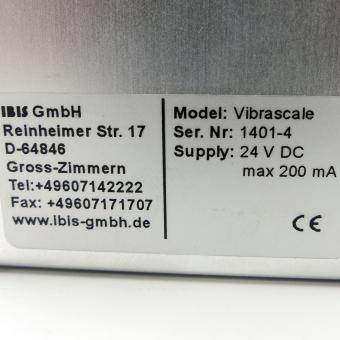 IBIS GmbH
Reinheimer Str. 17
D-64846
Gross-Zimmern
Tel:+49607142222
Fax: +49607171707
www.ibis-gmbh.de
Model: Vibrascale
Ser. Nr: 1401-4
Supply: 24 V DC
max 200 mA
CE